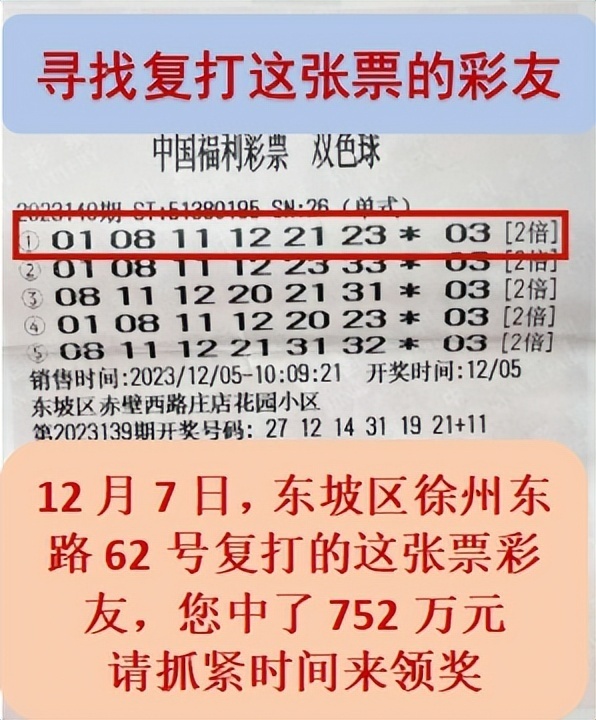 寻找复打这张票的彩友
中国福利彩票 双色球
2023140期 ST:51380195 SN:26 (单式)
① 01 08 11 12 21 23 * 03 [2倍]
② 01 08 11 12 23 33 * 03 [2倍]
③ 08 11 12 20 21 31 * 03 [2倍]
④ 01 08 11 12 20 23 * 03 [2倍]
⑤ 08 11 12 21 31 32 * 03 [2倍]
销售时间:2023/12/05-10:09:21 开奖时间:12/05
东坡区赤壁西路庄店花园小区
第2023139期开奖号码: 27 12 14 31 19 21+11
12月7日，东坡区徐州东
路62号复打的这张票彩
友，您中了752万元
请抓紧时间来领奖